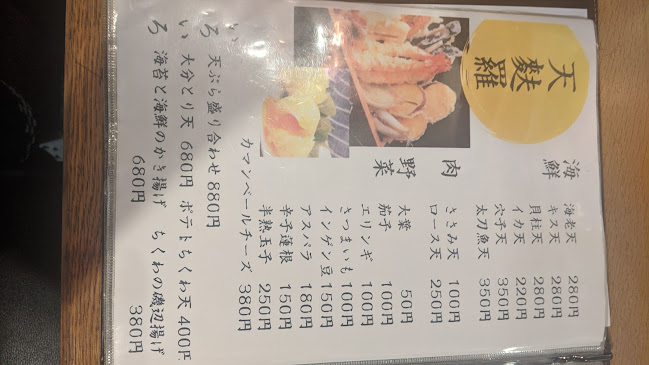 天麩羅
海鮮
海老天 280円
キス天 280円
貝柱天 280円
イカ天 220円
穴子天 350円
太刀魚天 350円
肉
ささみ天 100円
ロース天 250円
野菜
大葉 50円
茄子 100円
エリンギ 100円
さつまいも 100円
インゲン豆 150円
アスパラ 180円
辛子蓮根 150円
半熟玉子 250円
カマンベールチーズ 380円
いろいろ
天ぷら盛り合わせ 880円
大分とり天 680円 ポテトちくわ天 400円
海苔と海鮮のかき揚げ 680円
ちくわの磯辺揚げ 380円